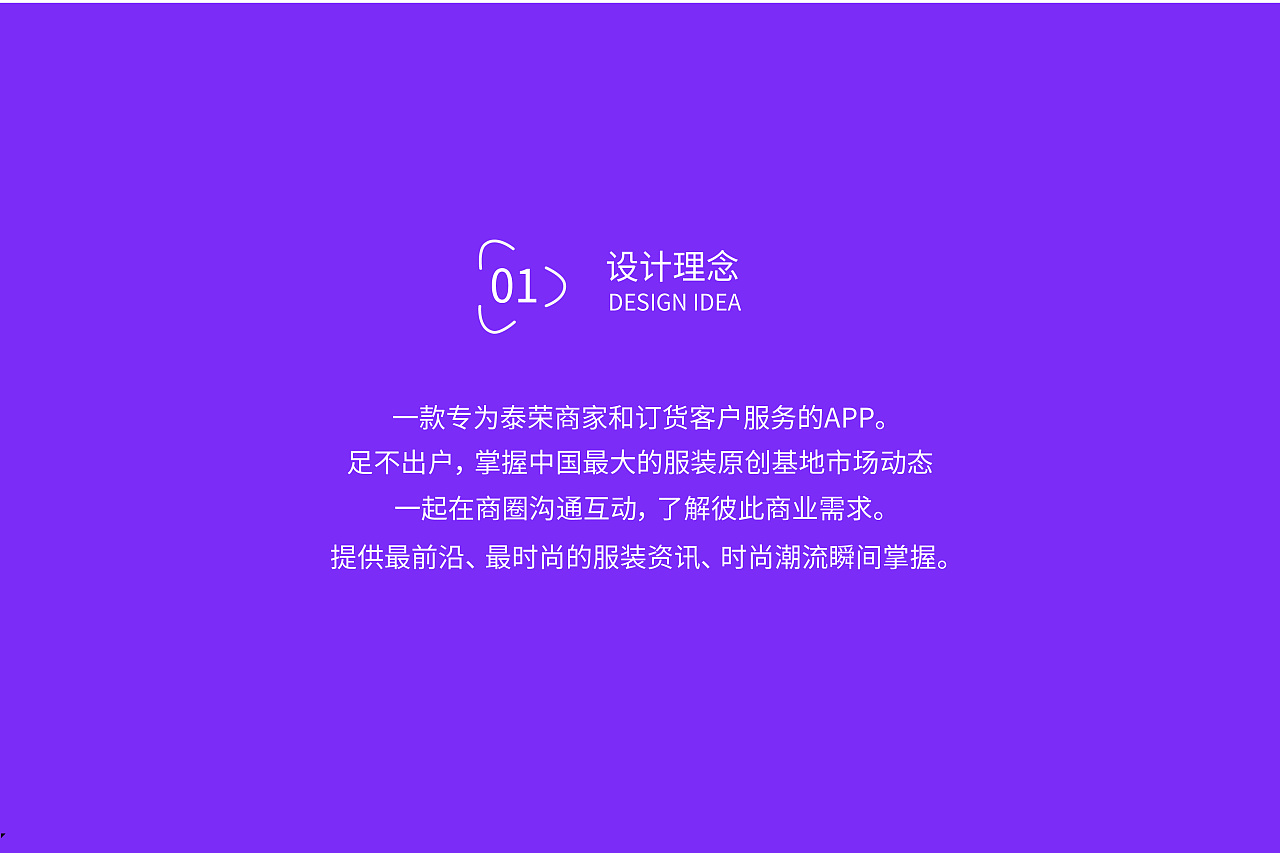 01
设计理念
DESIGN IDEA
一款专为泰荣商家和订货客户服务的APP。
足不出户，掌握中国最大的服装原创基地市场动态
一起在商圈沟通互动，了解彼此商业需求。
提供最前沿、最时尚的服装资讯、时尚潮流瞬间掌握。